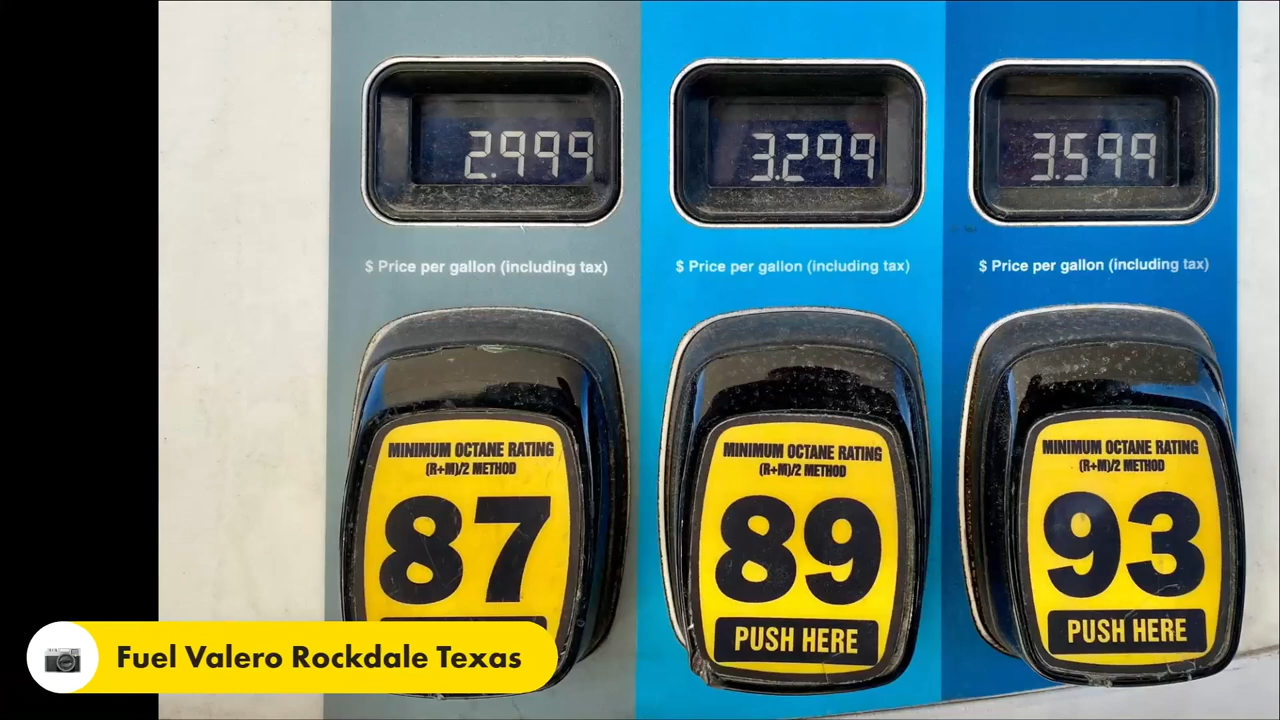 2.999
3.299
3.599
$ Price per gallon (including tax)
$ Price per gallon (including tax)
$ Price per gallon (including tax)
MINIMUM OCTANE RATING
(R+M)/2 METHOD
87
MINIMUM OCTANE RATING
(R+M)/2 METHOD
89
PUSH HERE
MINIMUM OCTANE RATING
(R+M)/2 METHOD
93
PUSH HERE
Fuel Valero Rockdale Texas